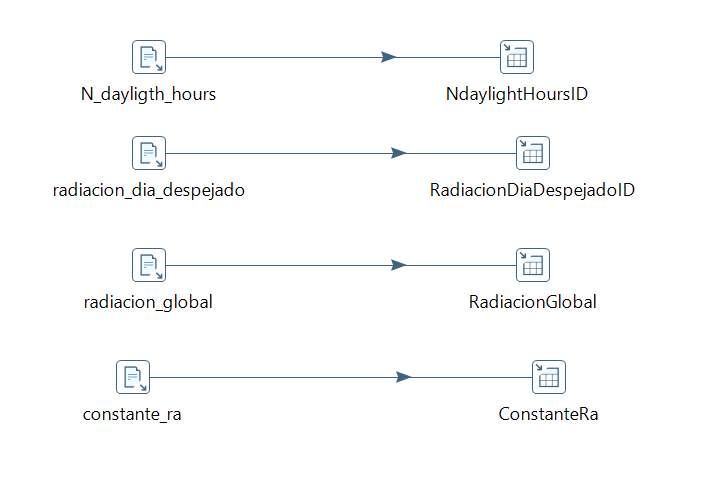 N_dayligth_hours NdaylightHoursID
radiacion_dia_despejado RadiacionDiaDespejadoID
radiacion_global RadiacionGlobal
constante_ra ConstanteRa